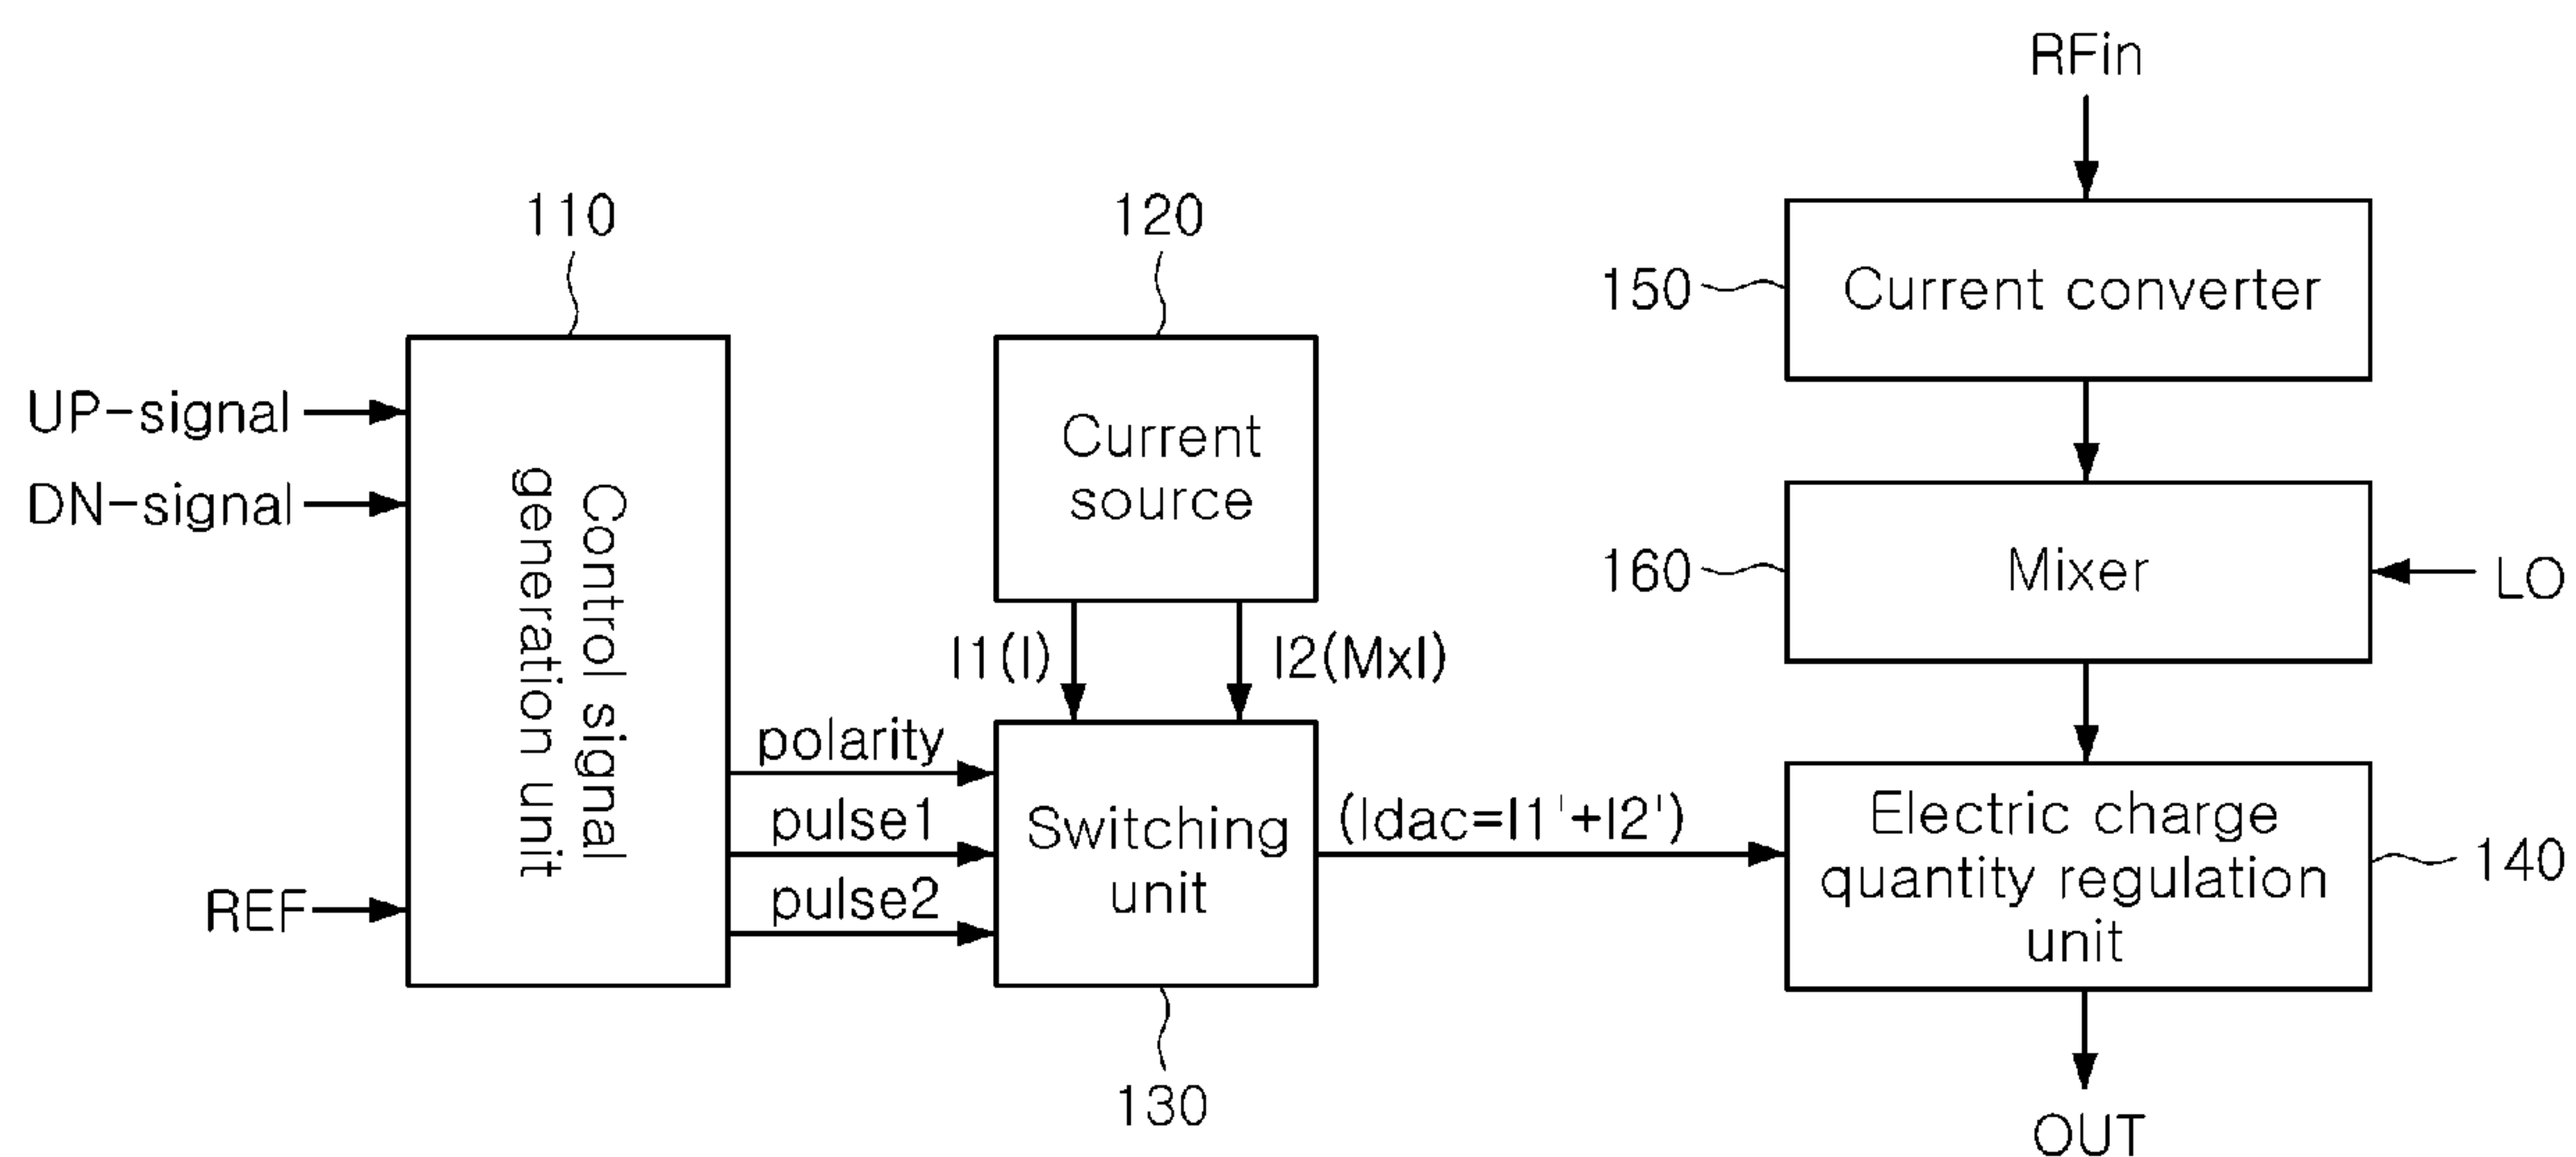 RFin
110
120
150
Current converter
UP-signal
DN-signal
Control signal
generation unit
Current
source
160
Mixer
LO
I1(I)
I2(MxI)
polarity
pulse1
pulse2
Switching
unit
(Idac=I1'+I2')
Electric charge
quantity regulation
unit
140
REF
130
OUT